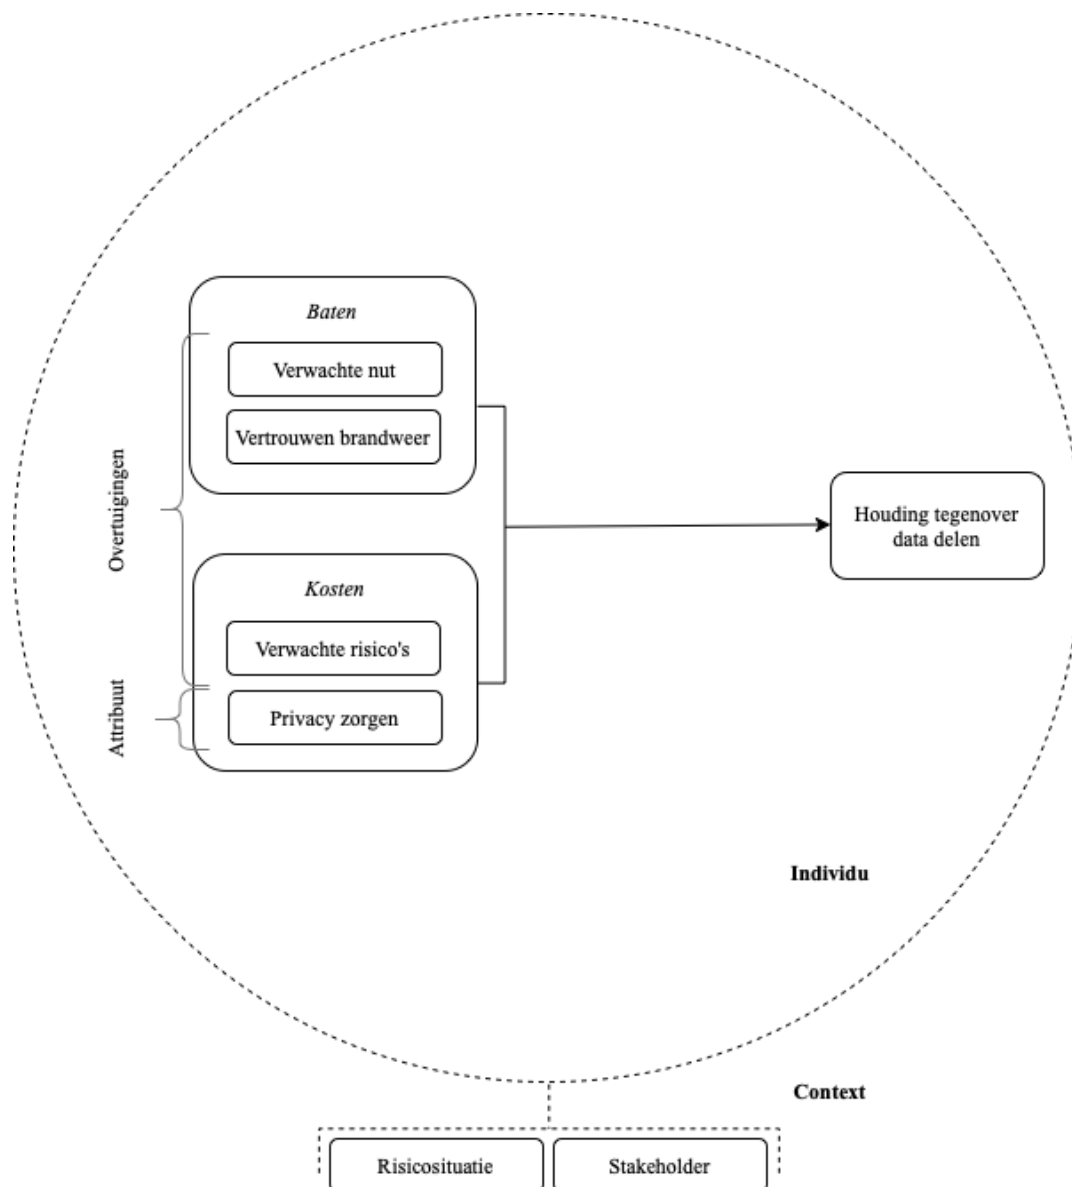 Baten
Verwachte nut
Vertrouwen brandweer
Overtuigingen
Kosten
Verwachte risico's
Privacy zorgen
Attribuut
Houding tegenover
data delen
Individu
Context
Risicosituatie
Stakeholder